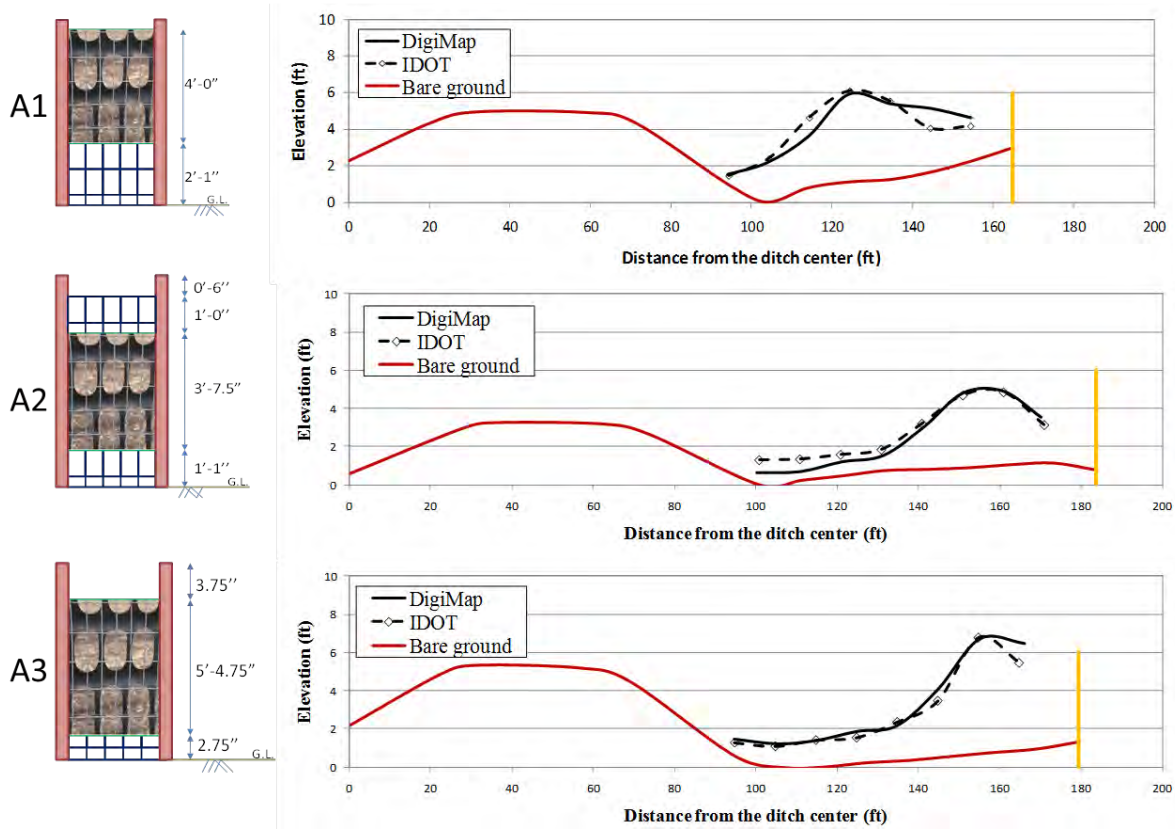 A1
4'-0"
2'-1"
G.L.
Elevation (ft)
10
8
6
4
2
0
DigiMap
IDOT
Bare ground
0 20 40 60 80 100 120 140 160 180 200
Distance from the ditch center (ft)
A2
0'-6''
1'-0''
3'-7.5''
1'-1''
G.L.
Elevation (ft)
10
8
6
4
2
0
DigiMap
IDOT
Bare ground
0 20 40 60 80 100 120 140 160 180 200
Distance from the ditch center (ft)
A3
3.75''
5'-4.75"
2.75''
G.L.
Elevation (ft)
10
8
6
4
2
0
DigiMap
IDOT
Bare ground
0 20 40 60 80 100 120 140 160 180 200
Distance from the ditch center (ft)